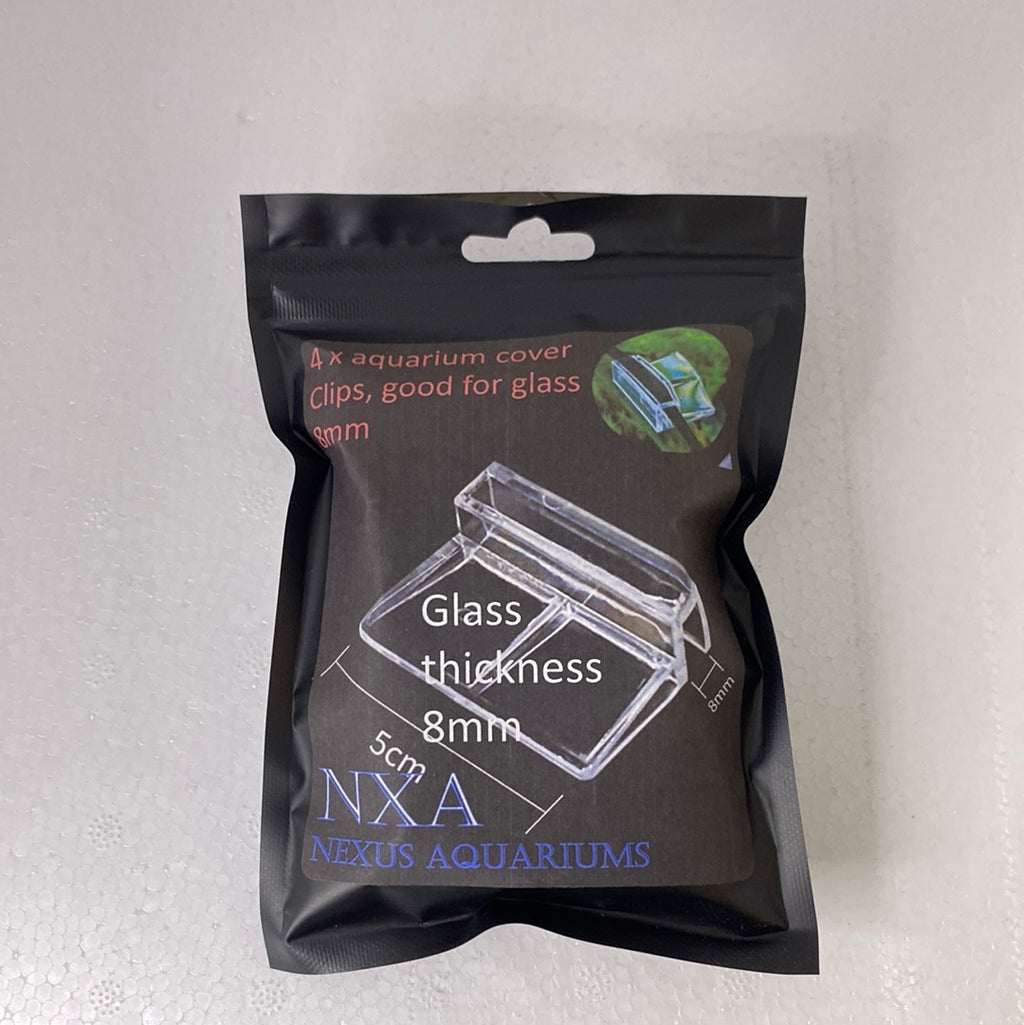 4 x aquarium cover
Clips, good for glass
8mm
Glass
thickness
8mm
8mm
5cm
NXA
NEXUS AQUARIUMS